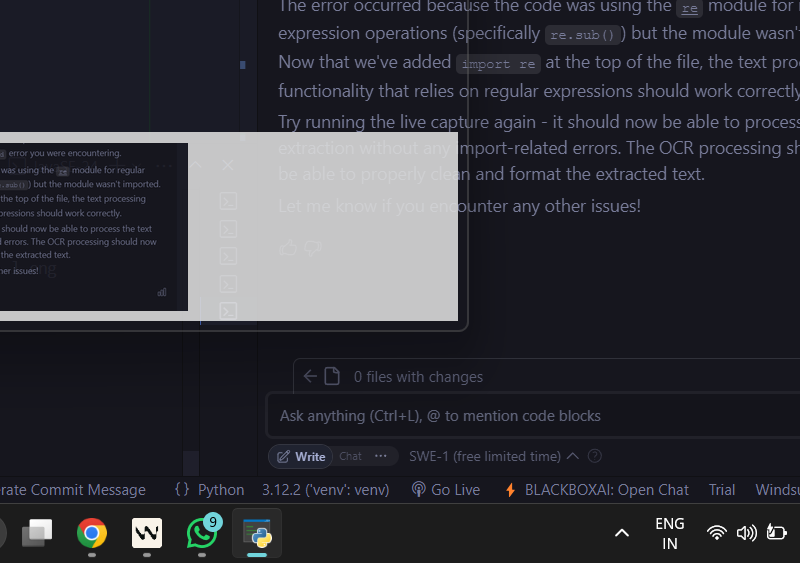 The error occurred because the code was using the re module for
expression operations (specifically re.sub()) but the module wasn't
Now that we've added import re at the top of the file, the text
functionality that relies on regular expressions should work correctly
Try running the live capture again - it should now be able to process
extraction without any import-related errors. The OCR processing
be able to properly clean and format the extracted text.
Let me know if you encounter any other issues!
error you were encountering.
was using the re module for regular
but the module wasn't imported.
the top of the file, the text processing
should work correctly.
should now be able to process the text
errors. The OCR processing should now
the extracted text.
issues!
0 files with changes
Ask anything (Ctrl+L), @ to mention code blocks
Write Chat ... SWE-1 (free limited time)
Commit Message {} Python 3.12.2 ('venv': venv) Go Live BLACKBOXAI: Open Chat Trial
9
ENG
IN